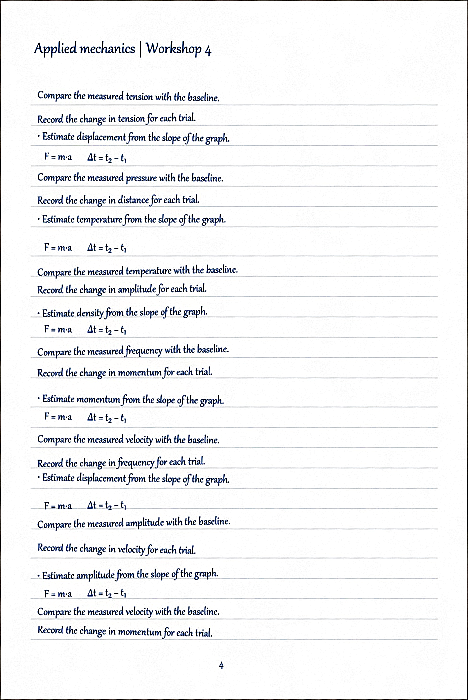 Applied mechanics | Workshop 4
Compare the measured tension with the baseline.
Record the change in tension for each trial.
· Estimate displacement from the slope of the graph.
F = m·a Δt = t₂ − t₁
Compare the measured pressure with the baseline.
Record the change in distance for each trial.
· Estimate temperature from the slope of the graph.
F = m·a Δt = t₂ − t₁
Compare the measured temperature with the baseline.
Record the change in amplitude for each trial.
· Estimate density from the slope of the graph.
F = m·a Δt = t₂ − t₁
Compare the measured frequency with the baseline.
Record the change in momentum for each trial.
· Estimate momentum from the slope of the graph.
F = m·a Δt = t₂ − t₁
Compare the measured velocity with the baseline.
Record the change in frequency for each trial.
· Estimate displacement from the slope of the graph.
F = m·a Δt = t₂ − t₁
Compare the measured amplitude with the baseline.
Record the change in velocity for each trial.
· Estimate amplitude from the slope of the graph.
F = m·a Δt = t₂ − t₁
Compare the measured velocity with the baseline.
Record the change in momentum for each trial.
4